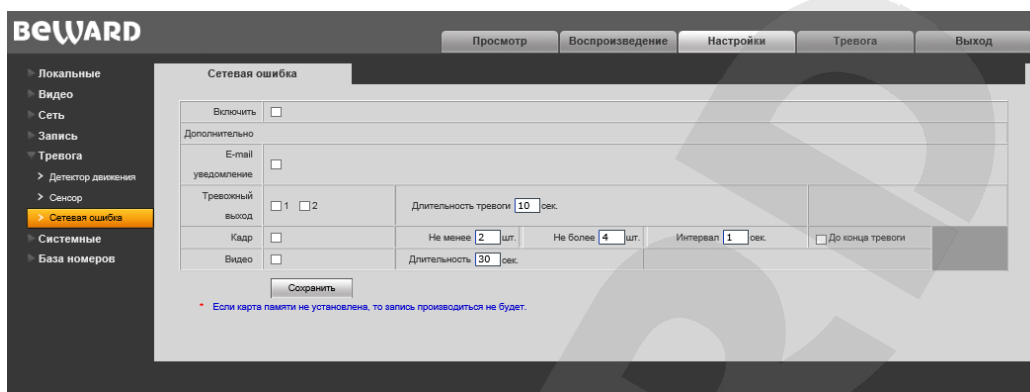 BEWARD
Просмотр Воспроизведение Настройки Тревога Выход
Локальные
Видео
Сеть
Запись
Тревога
Детектор движения
Сенсор
Сетевая ошибка
Системные
База номеров
Сетевая ошибка
Включить
Дополнительно
E-mail
уведомление
Тревожный
выход
1 2 Длительность тревоги 10 сек.
Кадр Не менее 2 шт. Не более 4 шт. Интервал 1 сек. До конца тревоги
Видео Длительность 30 сек.
Сохранить
* Если карта памяти не установлена, то запись производиться не будет.